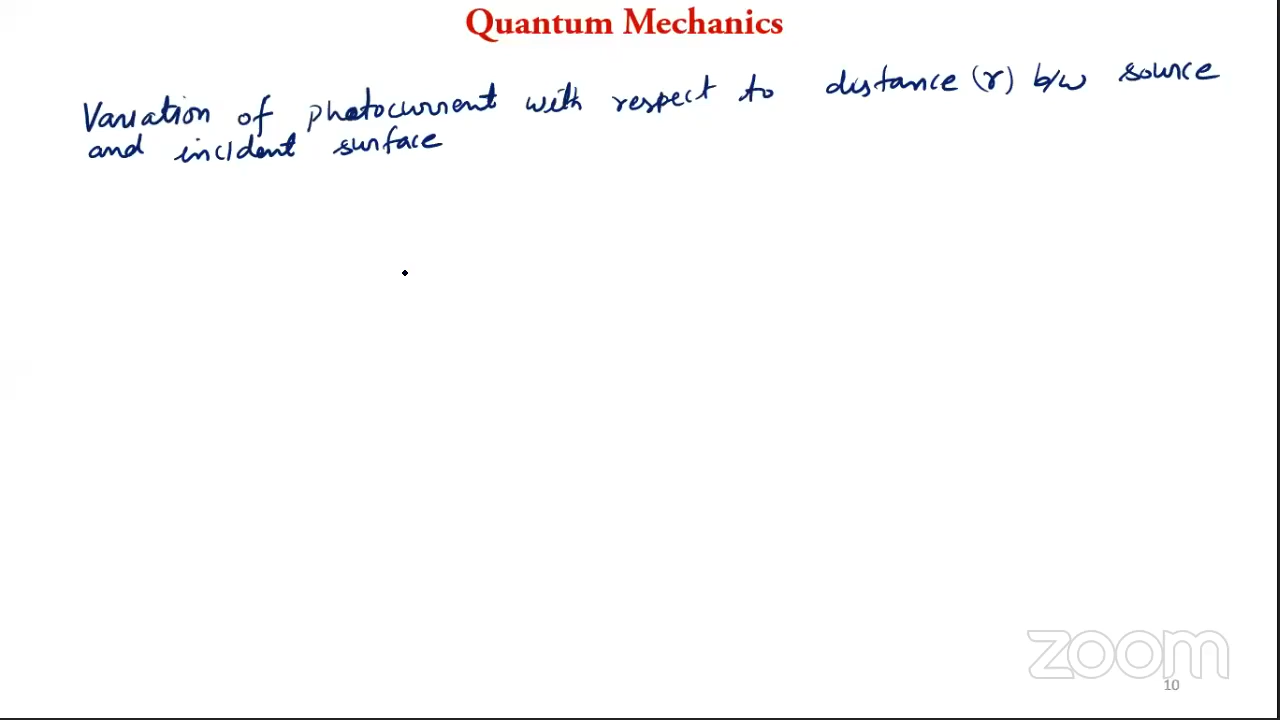 Quantum Mechanics
Variation of photocurrent with respect to distance (r) b/w source
and incident surface
zoom
10